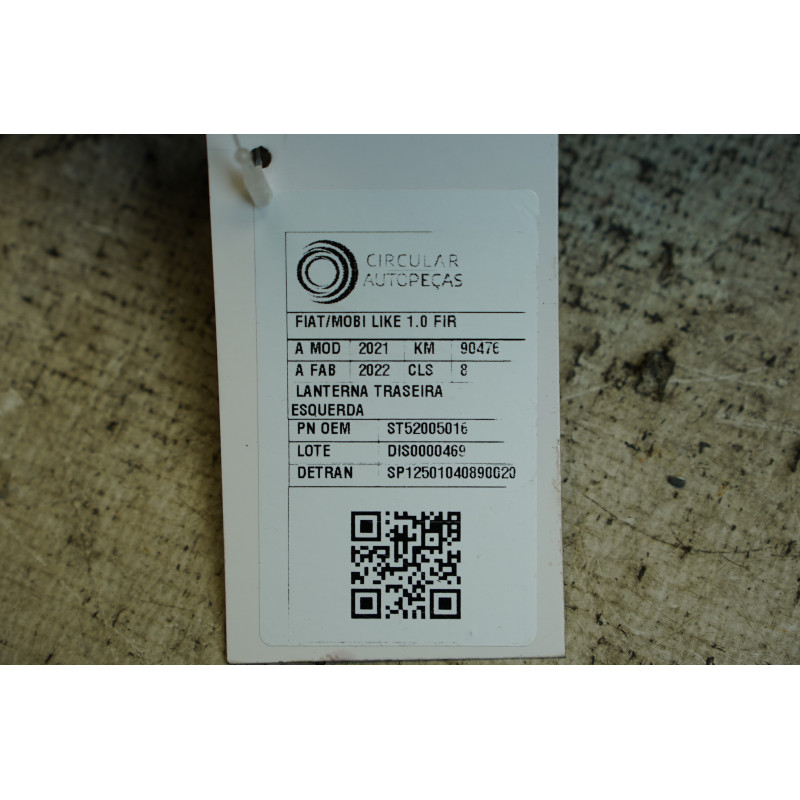 CIRCULAR
AUTOPEÇAS
FIAT/MOBI LIKE 1.0 FIR
A MOD 2021 KM 90476
A FAB 2022 CLS 8
LANTERNA TRASEIRA
ESQUERDA
PN OEM ST52005016
LOTE DIS0000469
DETRAN SP12501040890020